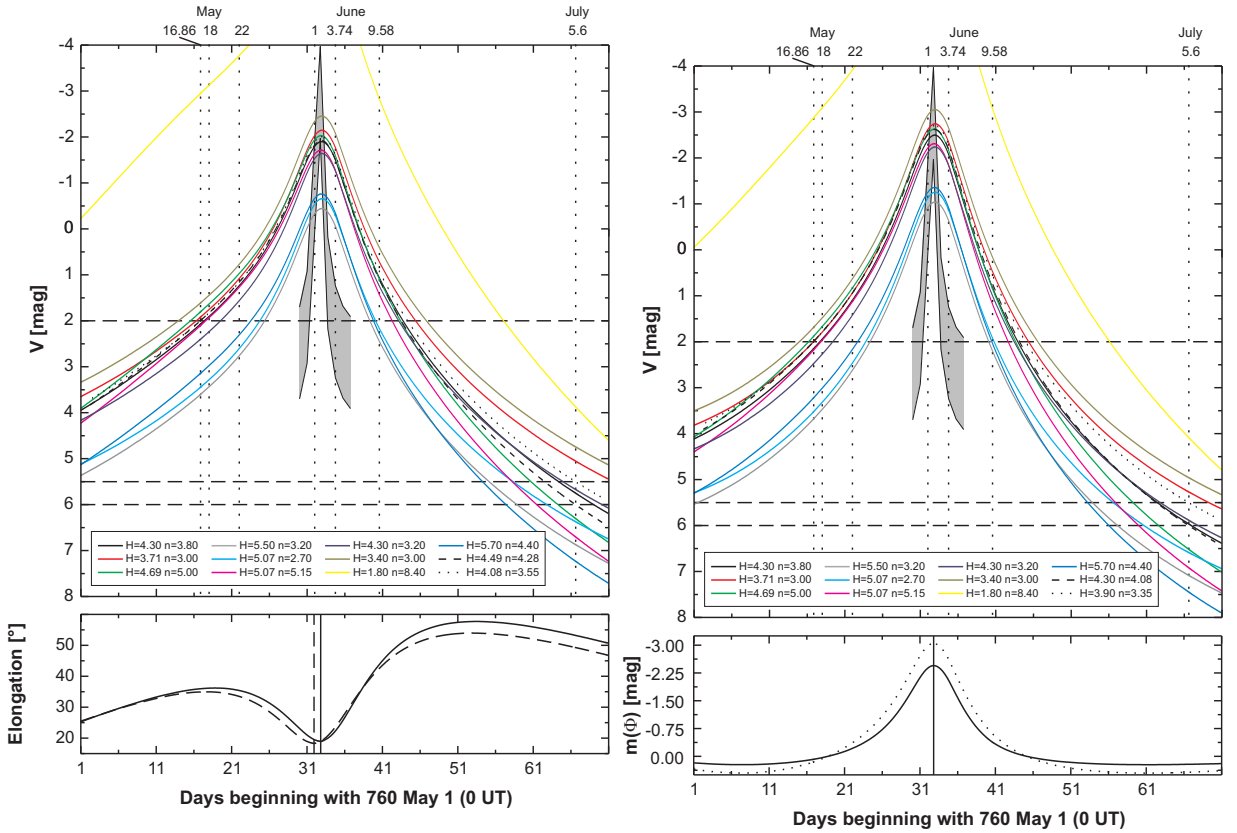 May
June
July
16.86 18 22 1 3.74 9.58 5.6
-4
-3
-2
-1
0
1
2
3
4
5
6
7
8
V [mag]
H=4.30 n=3.80 H=5.50 n=3.20 H=4.30 n=3.20 H=5.70 n=4.40
H=3.71 n=3.00 H=5.07 n=2.70 H=3.40 n=3.00 H=4.49 n=4.28
H=4.69 n=5.00 H=5.07 n=5.15 H=1.80 n=8.40 H=4.08 n=3.55
50
40
30
20
Elongation [°]
1 11 21 31 41 51 61
Days beginning with 760 May 1 (0 UT)
May
June
July
16.86 18 22 1 3.74 9.58 5.6
-4
-3
-2
-1
0
1
2
3
4
5
6
7
8
V [mag]
H=4.30 n=3.80 H=5.50 n=3.20 H=4.30 n=3.20 H=5.70 n=4.40
H=3.71 n=3.00 H=5.07 n=2.70 H=3.40 n=3.00 H=4.30 n=4.08
H=4.69 n=5.00 H=5.07 n=5.15 H=1.80 n=8.40 H=3.90 n=3.35
-3.00
-2.25
-1.50
-0.75
0.00
m(Φ) [mag]
1 11 21 31 41 51 61
Days beginning with 760 May 1 (0 UT)